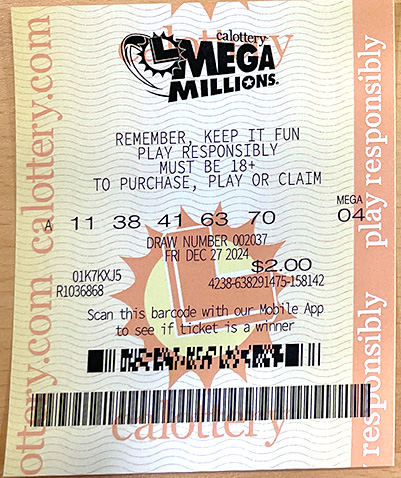 calottery
MEGA
MILLIONS
REMEMBER, KEEP IT FUN
PLAY RESPONSIBLY
MUST BE 18+
TO PURCHASE, PLAY OR CLAIM
MEGA
A 11 38 41 63 70 04
DRAW NUMBER 002037
FRI DEC 27 2024
$2.00
01K7KXJ5
R1036868 4238-638291475-158142
Scan this barcode with our Mobile App
to see if ticket is a winner
calottery
calottery
ottery.com calottery.com
play responsibly
responsibly